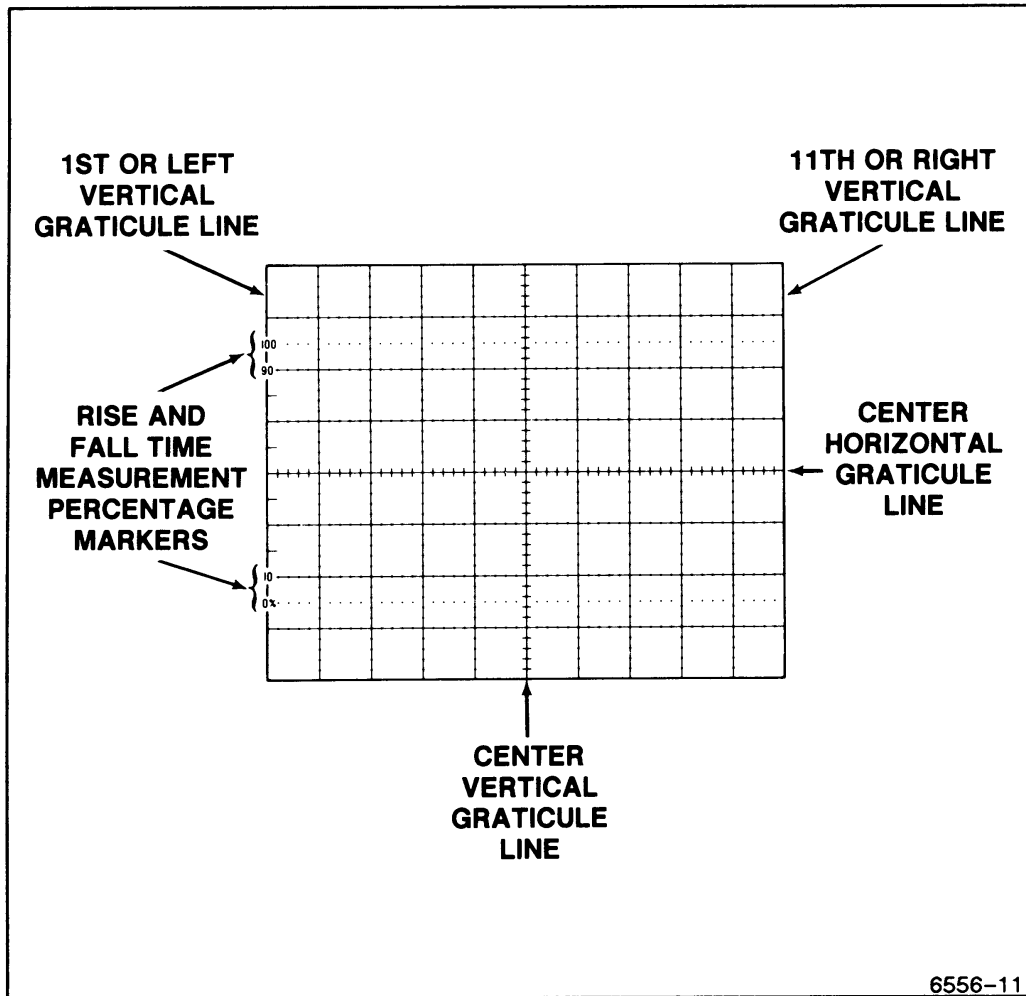 1ST OR LEFT
VERTICAL
GRATICULE LINE
11TH OR RIGHT
VERTICAL
GRATICULE LINE
100
90
RISE AND
FALL TIME
MEASUREMENT
PERCENTAGE
MARKERS
CENTER
HORIZONTAL
GRATICULE
LINE
10
0%
CENTER
VERTICAL
GRATICULE
LINE
6556-11